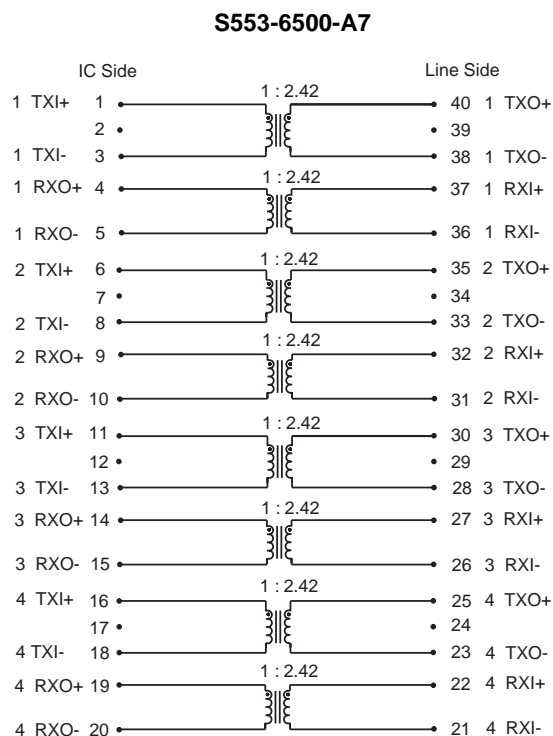 S553-6500-A7
IC Side Line Side
1 : 2.42
1 TXI+ 1 40 1 TXO+
2 39
1 TXI- 3 38 1 TXO-
1 : 2.42
1 RXO+ 4 37 1 RXI+
1 RXO- 5 36 1 RXI-
1 : 2.42
2 TXI+ 6 35 2 TXO+
7 34
2 TXI- 8 33 2 TXO-
1 : 2.42
2 RXO+ 9 32 2 RXI+
2 RXO- 10 31 2 RXI-
1 : 2.42
3 TXI+ 11 30 3 TXO+
12 29
3 TXI- 13 28 3 TXO-
1 : 2.42
3 RXO+ 14 27 3 RXI+
3 RXO- 15 26 3 RXI-
1 : 2.42
4 TXI+ 16 25 4 TXO+
17 24
4 TXI- 18 23 4 TXO-
1 : 2.42
4 RXO+ 19 22 4 RXI+
4 RXO- 20 21 4 RXI-